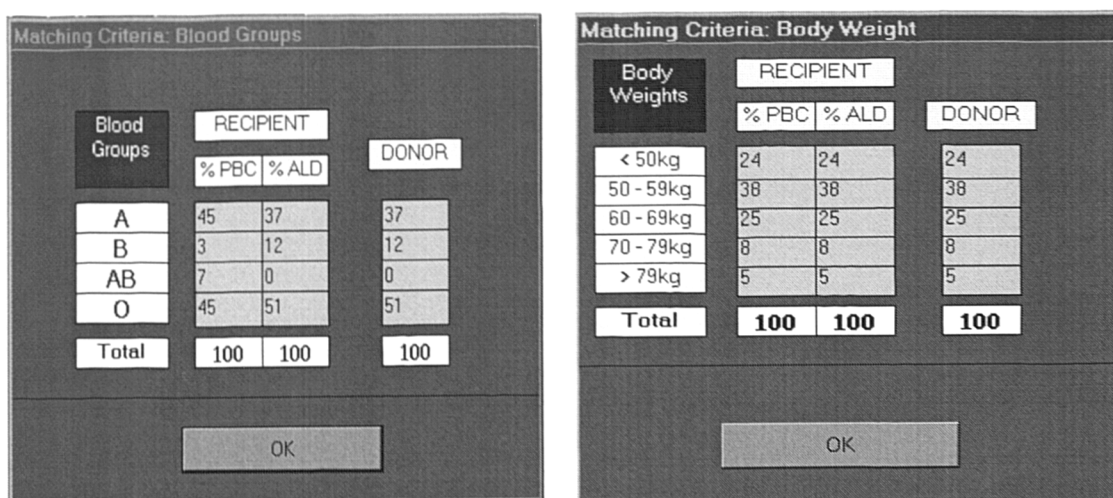 Matching Criteria: Blood Groups
Blood Groups
RECIPIENT
% PBC % ALD
DONOR
A 45 37 37
B 3 12 12
AB 7 0 0
O 45 51 51
Total 100 100 100
OK
Matching Criteria: Body Weight
Body Weights
RECIPIENT
% PBC % ALD DONOR
< 50kg 24 24 24
50 - 59kg 38 38 38
60 - 69kg 25 25 25
70 - 79kg 8 8 8
> 79kg 5 5 5
Total 100 100 100
OK